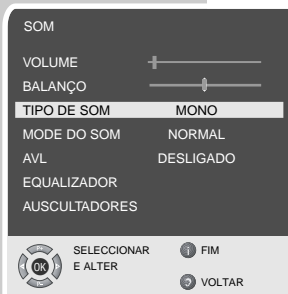 SOM
VOLUME
BALANÇO
TIPO DE SOM MONO
MODE DO SOM NORMAL
AVL DESLIGADO
EQUALIZADOR
AUSCULTADORES
OK
SELECCIONAR
E ALTER
i FIM
VOLTAR